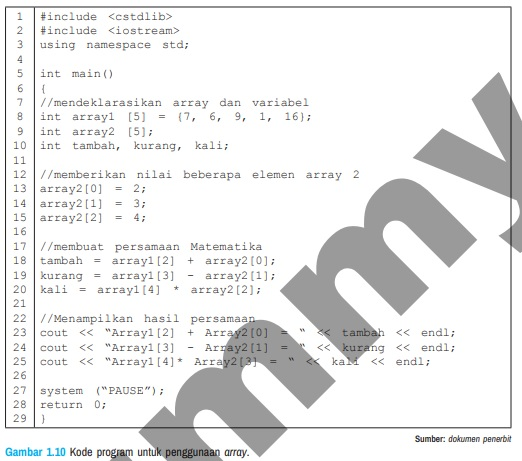 1 #include <cstdlib>
2 #include <iostream>
3 using namespace std;
4
5 int main()
6 {
7 //mendeklarasikan array dan variabel
8 int array1 [5] = {7, 6, 9, 1, 16};
9 int array2 [5];
10 int tambah, kurang, kali;
11
12 //memberikan nilai beberapa elemen array 2
13 array2[0] = 2;
14 array2[1] = 3;
15 array2[2] = 4;
16
17 //membuat persamaan Matematika
18 tambah = array1[2] + array2[0];
19 kurang = array1[3] - array2[1];
20 kali = array1[4] * array2[2];
21
22 //Menampilkan hasil persamaan
23 cout << “Array1[2] + Array2[0] = “ << tambah << endl;
24 cout << “Array1[3] - Array2[1] = “ << kurang << endl;
25 cout << “Array1[4]* Array2[3] = “ << kali << endl;
26
27 system (“PAUSE”);
28 return 0;
29 }
Sumber: dokumen penerbit
Gambar 1.10 Kode program untuk penggunaan array.